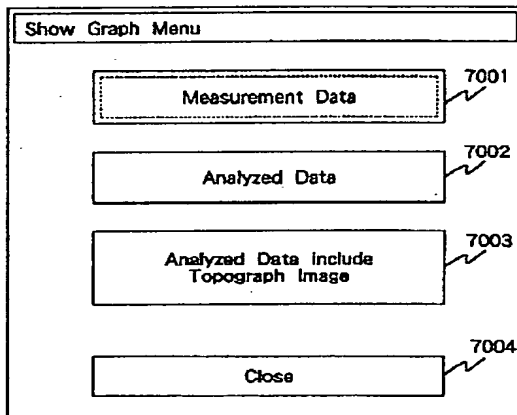 Show Graph Menu
7001
Measurement Data
7002
Analyzed Data
7003
Analyzed Data include
Topograph Image
7004
Close